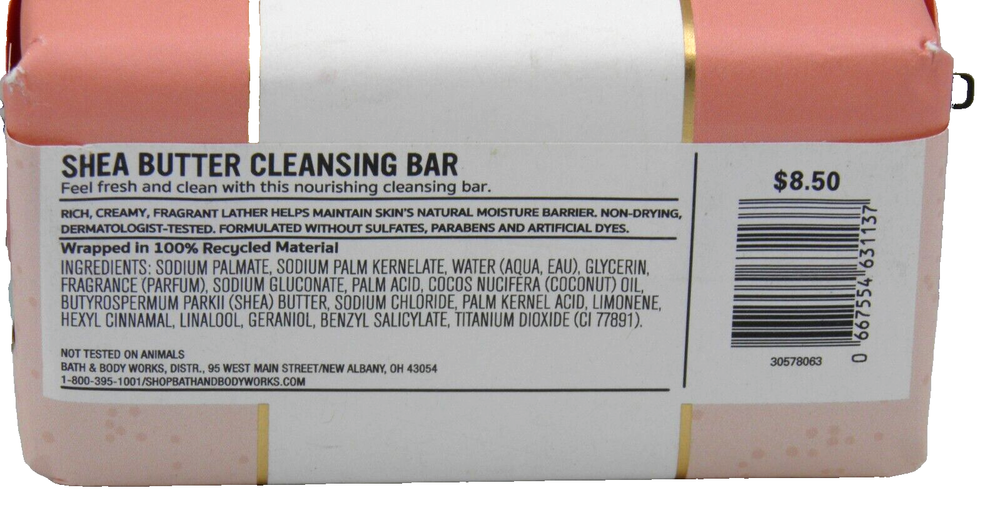 SHEA BUTTER CLEANSING BAR
Feel fresh and clean with this nourishing cleansing bar.
RICH, CREAMY, FRAGRANT LATHER HELPS MAINTAIN SKIN'S NATURAL MOISTURE BARRIER. NON-DRYING,
DERMATOLOGIST-TESTED. FORMULATED WITHOUT SULFATES, PARABENS AND ARTIFICIAL DYES.
Wrapped in 100% Recycled Material
INGREDIENTS: SODIUM PALMATE, SODIUM PALM KERNELATE, WATER (AQUA, EAU), GLYCERIN,
FRAGRANCE (PARFUM), SODIUM GLUCONATE, PALM ACID, COCOS NUCIFERA (COCONUT) OIL,
BUTYROSPERMUM PARKII (SHEA) BUTTER, SODIUM CHLORIDE, PALM KERNEL ACID, LIMONENE,
HEXYL CINNAMAL, LINALOOL, GERANIOL, BENZYL SALICYLATE, TITANIUM DIOXIDE (CI 77891).
NOT TESTED ON ANIMALS
BATH & BODY WORKS, DISTR., 95 WEST MAIN STREET/NEW ALBANY, OH 43054
1-800-395-1001/SHOPBATHANDBODYWORKS.COM
$8.50
0 667554 631137
30578063